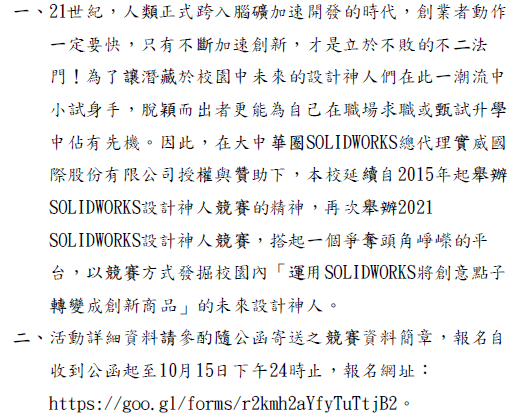 一、21世紀，人類正式跨入腦礦加速開發的時代，創業者動作
一定要快，只有不斷加速創新，才是立於不敗的不二法
門！為了讓潛藏於校園中未來的設計神人們在此一潮流中
小試身手，脫穎而出者更能為自己在職場求職或甄試升學
中佔有先機。因此，在大中華圈SOLIDWORKS總代理實威國
際股份有限公司授權與贊助下，本校延續自2015年起舉辦
SOLIDWORKS設計神人競賽的精神，再次舉辦2021
SOLIDWORKS設計神人競賽，搭起一個爭奪頭角崢嶸的平
台，以競賽方式發掘校園內「運用SOLIDWORKS將創意點子
轉變成創新商品」的未來設計神人。
二、活動詳細資料請參酌隨公函寄送之競賽資料簡章，報名自
收到公函起至10月15日下午24時止，報名網址：
https://goo.gl/forms/r2kmh2aYfyTuTtjB2。